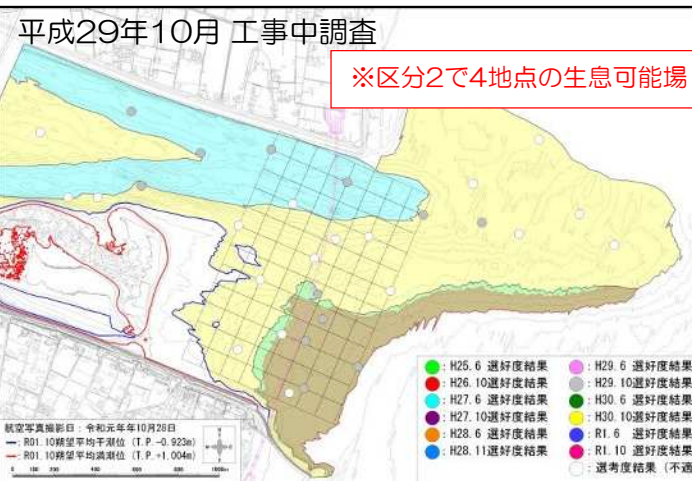 平成29年10月 工事中調査
※区分2で4地点の生息可能場
: H25.6 選好度結果
: H26.10選好度結果
: H27.6 選好度結果
: H27.10選好度結果
: H28.6 選好度結果
: H28.11選好度結果
: H29.6 選好度結果
: H29.10選好度結果
: H30.6 選好度結果
: H30.10選好度結果
: R1.6 選好度結果
: R1.10 選好度結果
: 選考度結果 (不適
航空写真撮影日：令和元年年10月28日
: R01.10朔望平均干潮位 (T.P.-0.923m)
: R01.10朔望平均満潮位 (T.P.+1.004m)